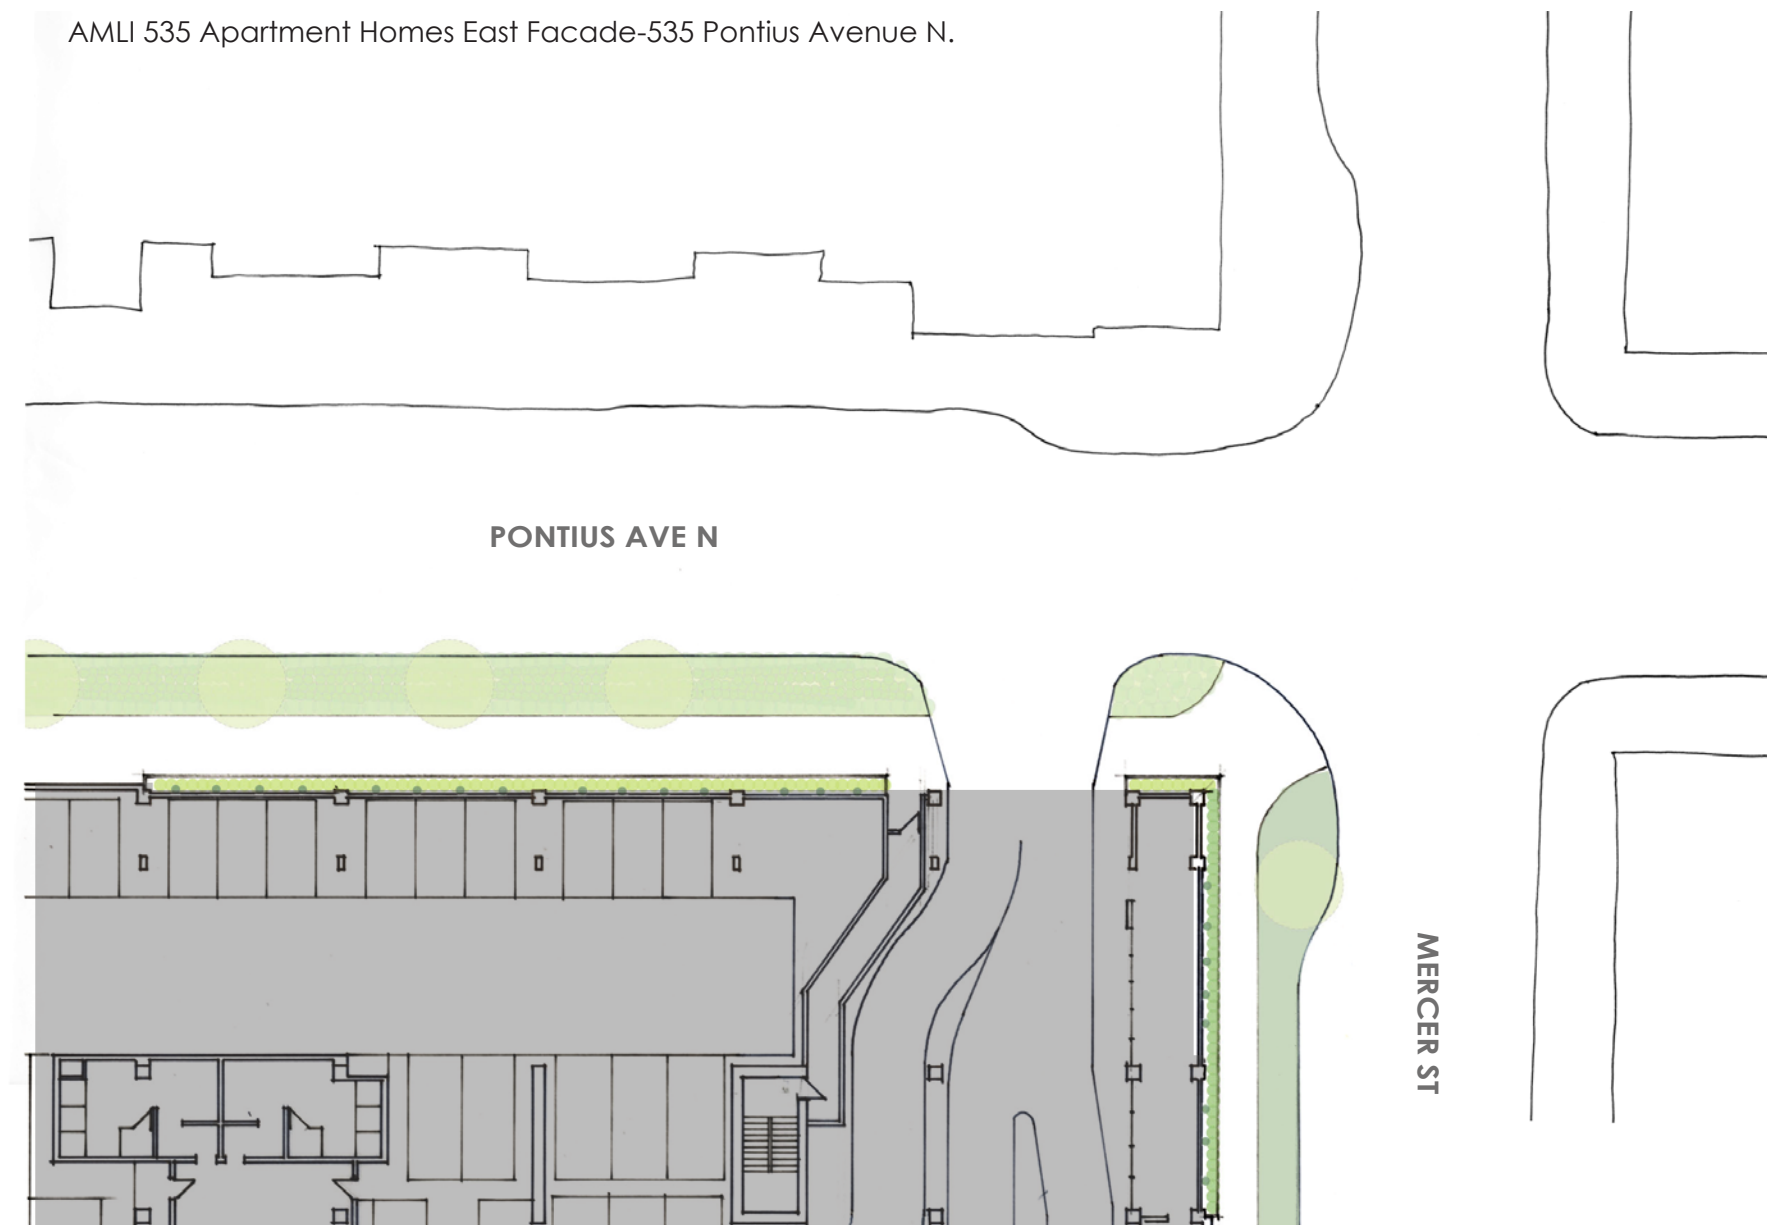 AMLI 535 Apartment Homes East Facade-535 Pontius Avenue N.
PONTIUS AVE N
MERCER ST